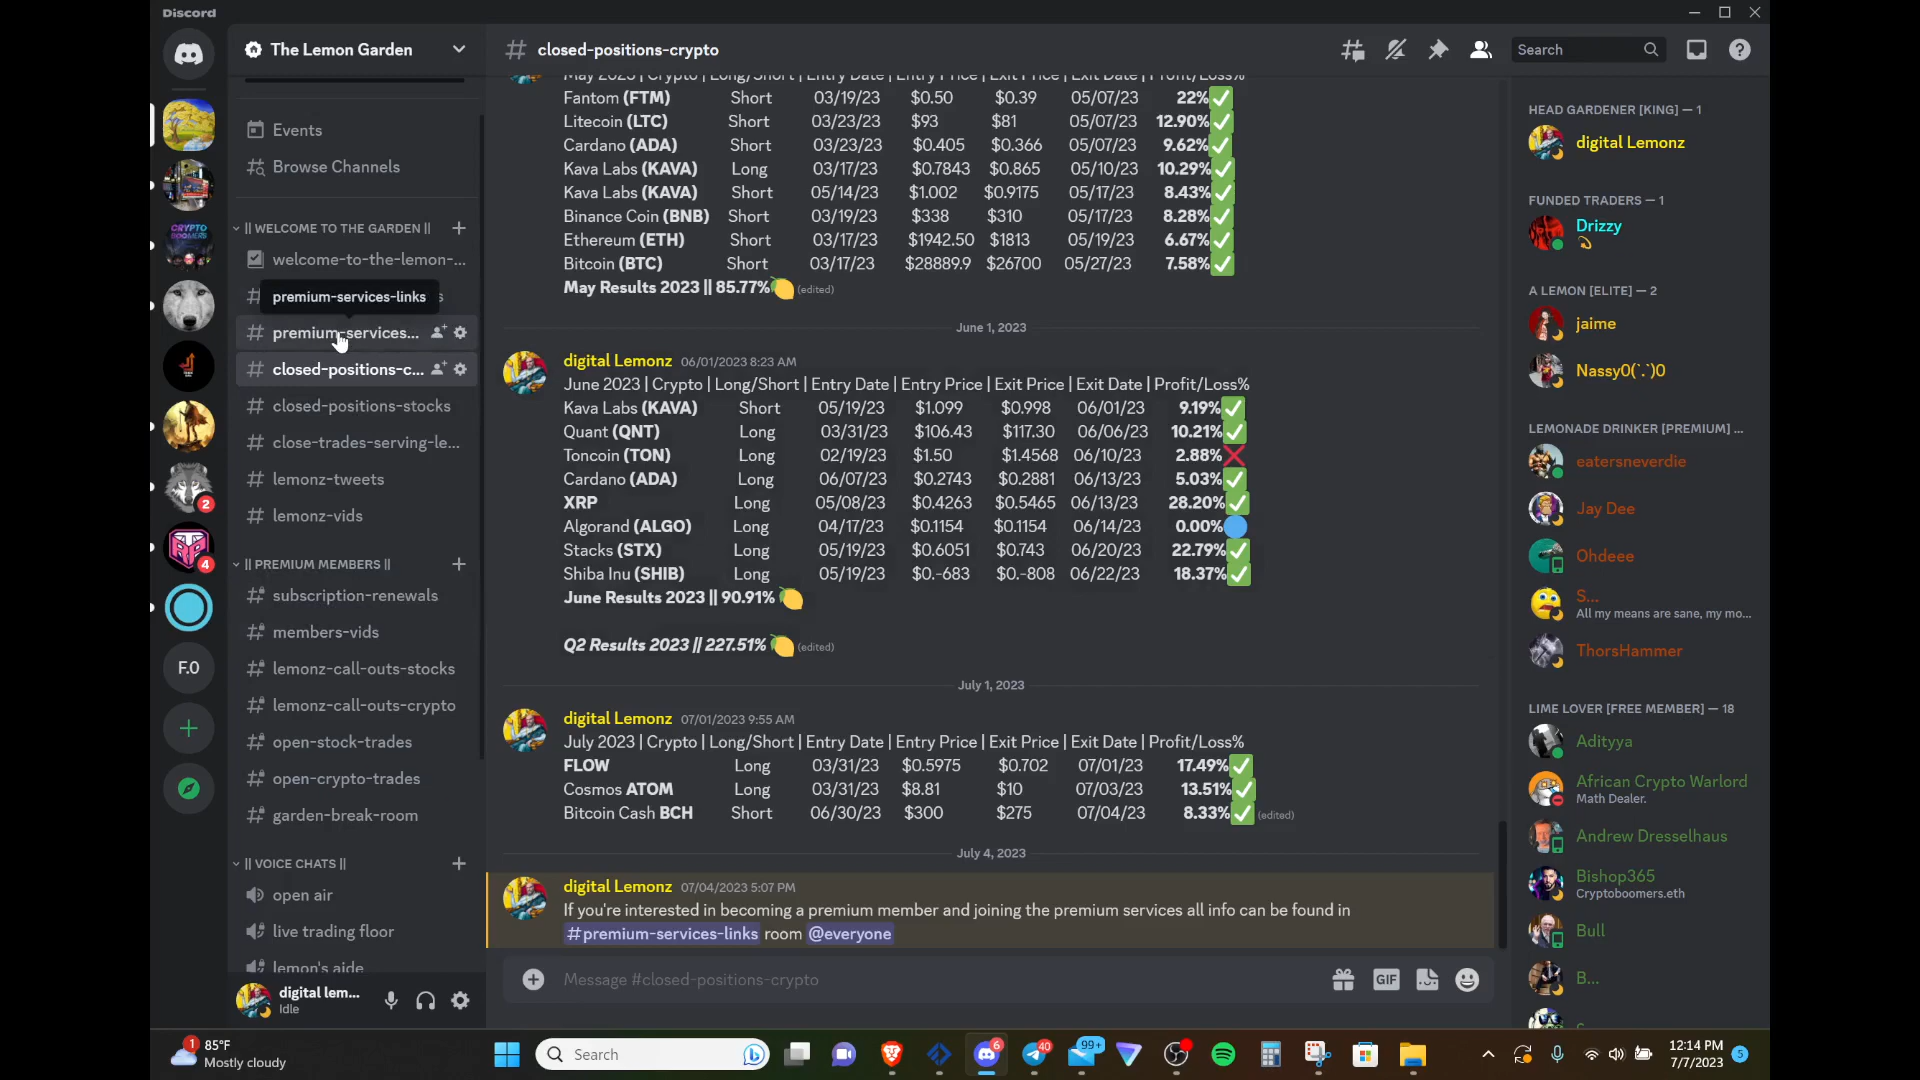 Discord
The Lemon Garden
Events
Browse Channels
|| WELCOME TO THE GARDEN ||
welcome-to-the-lemon-...
premium-services-links
s
premium-services...
closed-positions-c...
closed-positions-stocks
close-trades-serving-le...
lemonz-tweets
lemonz-vids
|| PREMIUM MEMBERS ||
subscription-renewals
members-vids
lemonz-call-outs-stocks
lemonz-call-outs-crypto
open-stock-trades
open-crypto-trades
garden-break-room
|| VOICE CHATS ||
open air
live trading floor
lemon's aide
digital lem...
Idle
CRYPTO BOOMERS
2
4
F.O
closed-positions-crypto
Search
May 2023 | Crypto | Long/Short | Entry Date | Entry Price | Exit Price | Exit Date | Profit/Loss%
Fantom (FTM) Short 03/19/23 $0.50 $0.39 05/07/23 22%✅
Litecoin (LTC) Short 03/23/23 $93 $81 05/07/23 12.90%✅
Cardano (ADA) Short 03/23/23 $0.405 $0.366 05/07/23 9.62%✅
Kava Labs (KAVA) Long 03/17/23 $0.7843 $0.865 05/10/23 10.29%✅
Kava Labs (KAVA) Short 05/14/23 $1.002 $0.9175 05/17/23 8.43%✅
Binance Coin (BNB) Short 03/19/23 $338 $310 05/17/23 8.28%✅
Ethereum (ETH) Short 03/17/23 $1942.50 $1813 05/19/23 6.67%✅
Bitcoin (BTC) Short 03/17/23 $28889.9 $26700 05/27/23 7.58%✅
May Results 2023 || 85.77%🍋 (edited)
June 1, 2023
digital Lemonz 06/01/2023 8:23 AM
June 2023 | Crypto | Long/Short | Entry Date | Entry Price | Exit Price | Exit Date | Profit/Loss%
Kava Labs (KAVA) Short 05/19/23 $1.099 $0.998 06/01/23 9.19%✅
Quant (QNT) Long 03/31/23 $106.43 $117.30 06/06/23 10.21%✅
Toncoin (TON) Long 02/19/23 $1.50 $1.4568 06/10/23 2.88%❌
Cardano (ADA) Long 06/07/23 $0.2743 $0.2881 06/13/23 5.03%✅
XRP Long 05/08/23 $0.4263 $0.5465 06/13/23 28.20%✅
Algorand (ALGO) Long 04/17/23 $0.1154 $0.1154 06/14/23 0.00%🔵
Stacks (STX) Long 05/19/23 $0.6051 $0.743 06/20/23 22.79%✅
Shiba Inu (SHIB) Long 05/19/23 $0.-683 $0.-808 06/22/23 18.37%✅
June Results 2023 || 90.91% 🍋
Q2 Results 2023 || 227.51% 🍋 (edited)
July 1, 2023
digital Lemonz 07/01/2023 9:55 AM
July 2023 | Crypto | Long/Short | Entry Date | Entry Price | Exit Price | Exit Date | Profit/Loss%
FLOW Long 03/31/23 $0.5975 $0.702 07/01/23 17.49%✅
Cosmos ATOM Long 03/31/23 $8.81 $10 07/03/23 13.51%✅
Bitcoin Cash BCH Short 06/30/23 $300 $275 07/04/23 8.33%✅ (edited)
July 4, 2023
digital Lemonz 07/04/2023 5:07 PM
If you're interested in becoming a premium member and joining the premium services all info can be found in
#premium-services-links room @everyone
Message #closed-positions-crypto
GIF
HEAD GARDENER [KING] — 1
digital Lemonz
FUNDED TRADERS — 1
Drizzy
A LEMON [ELITE] — 2
jaime
Nassy0(`.`)0
LEMONADE DRINKER [PREMIUM] ...
eatersneverdie
Jay Dee
Ohdeee
S...
All my means are sane, my mo...
ThorsHammer
LIME LOVER [FREE MEMBER] — 18
Adityya
African Crypto Warlord
Math Dealer.
Andrew Dresselhaus
Bishop365
Cryptoboomers.eth
Bull
B...
1
85°F
Mostly cloudy
Search
6
40
99+
12:14 PM
7/7/2023
5